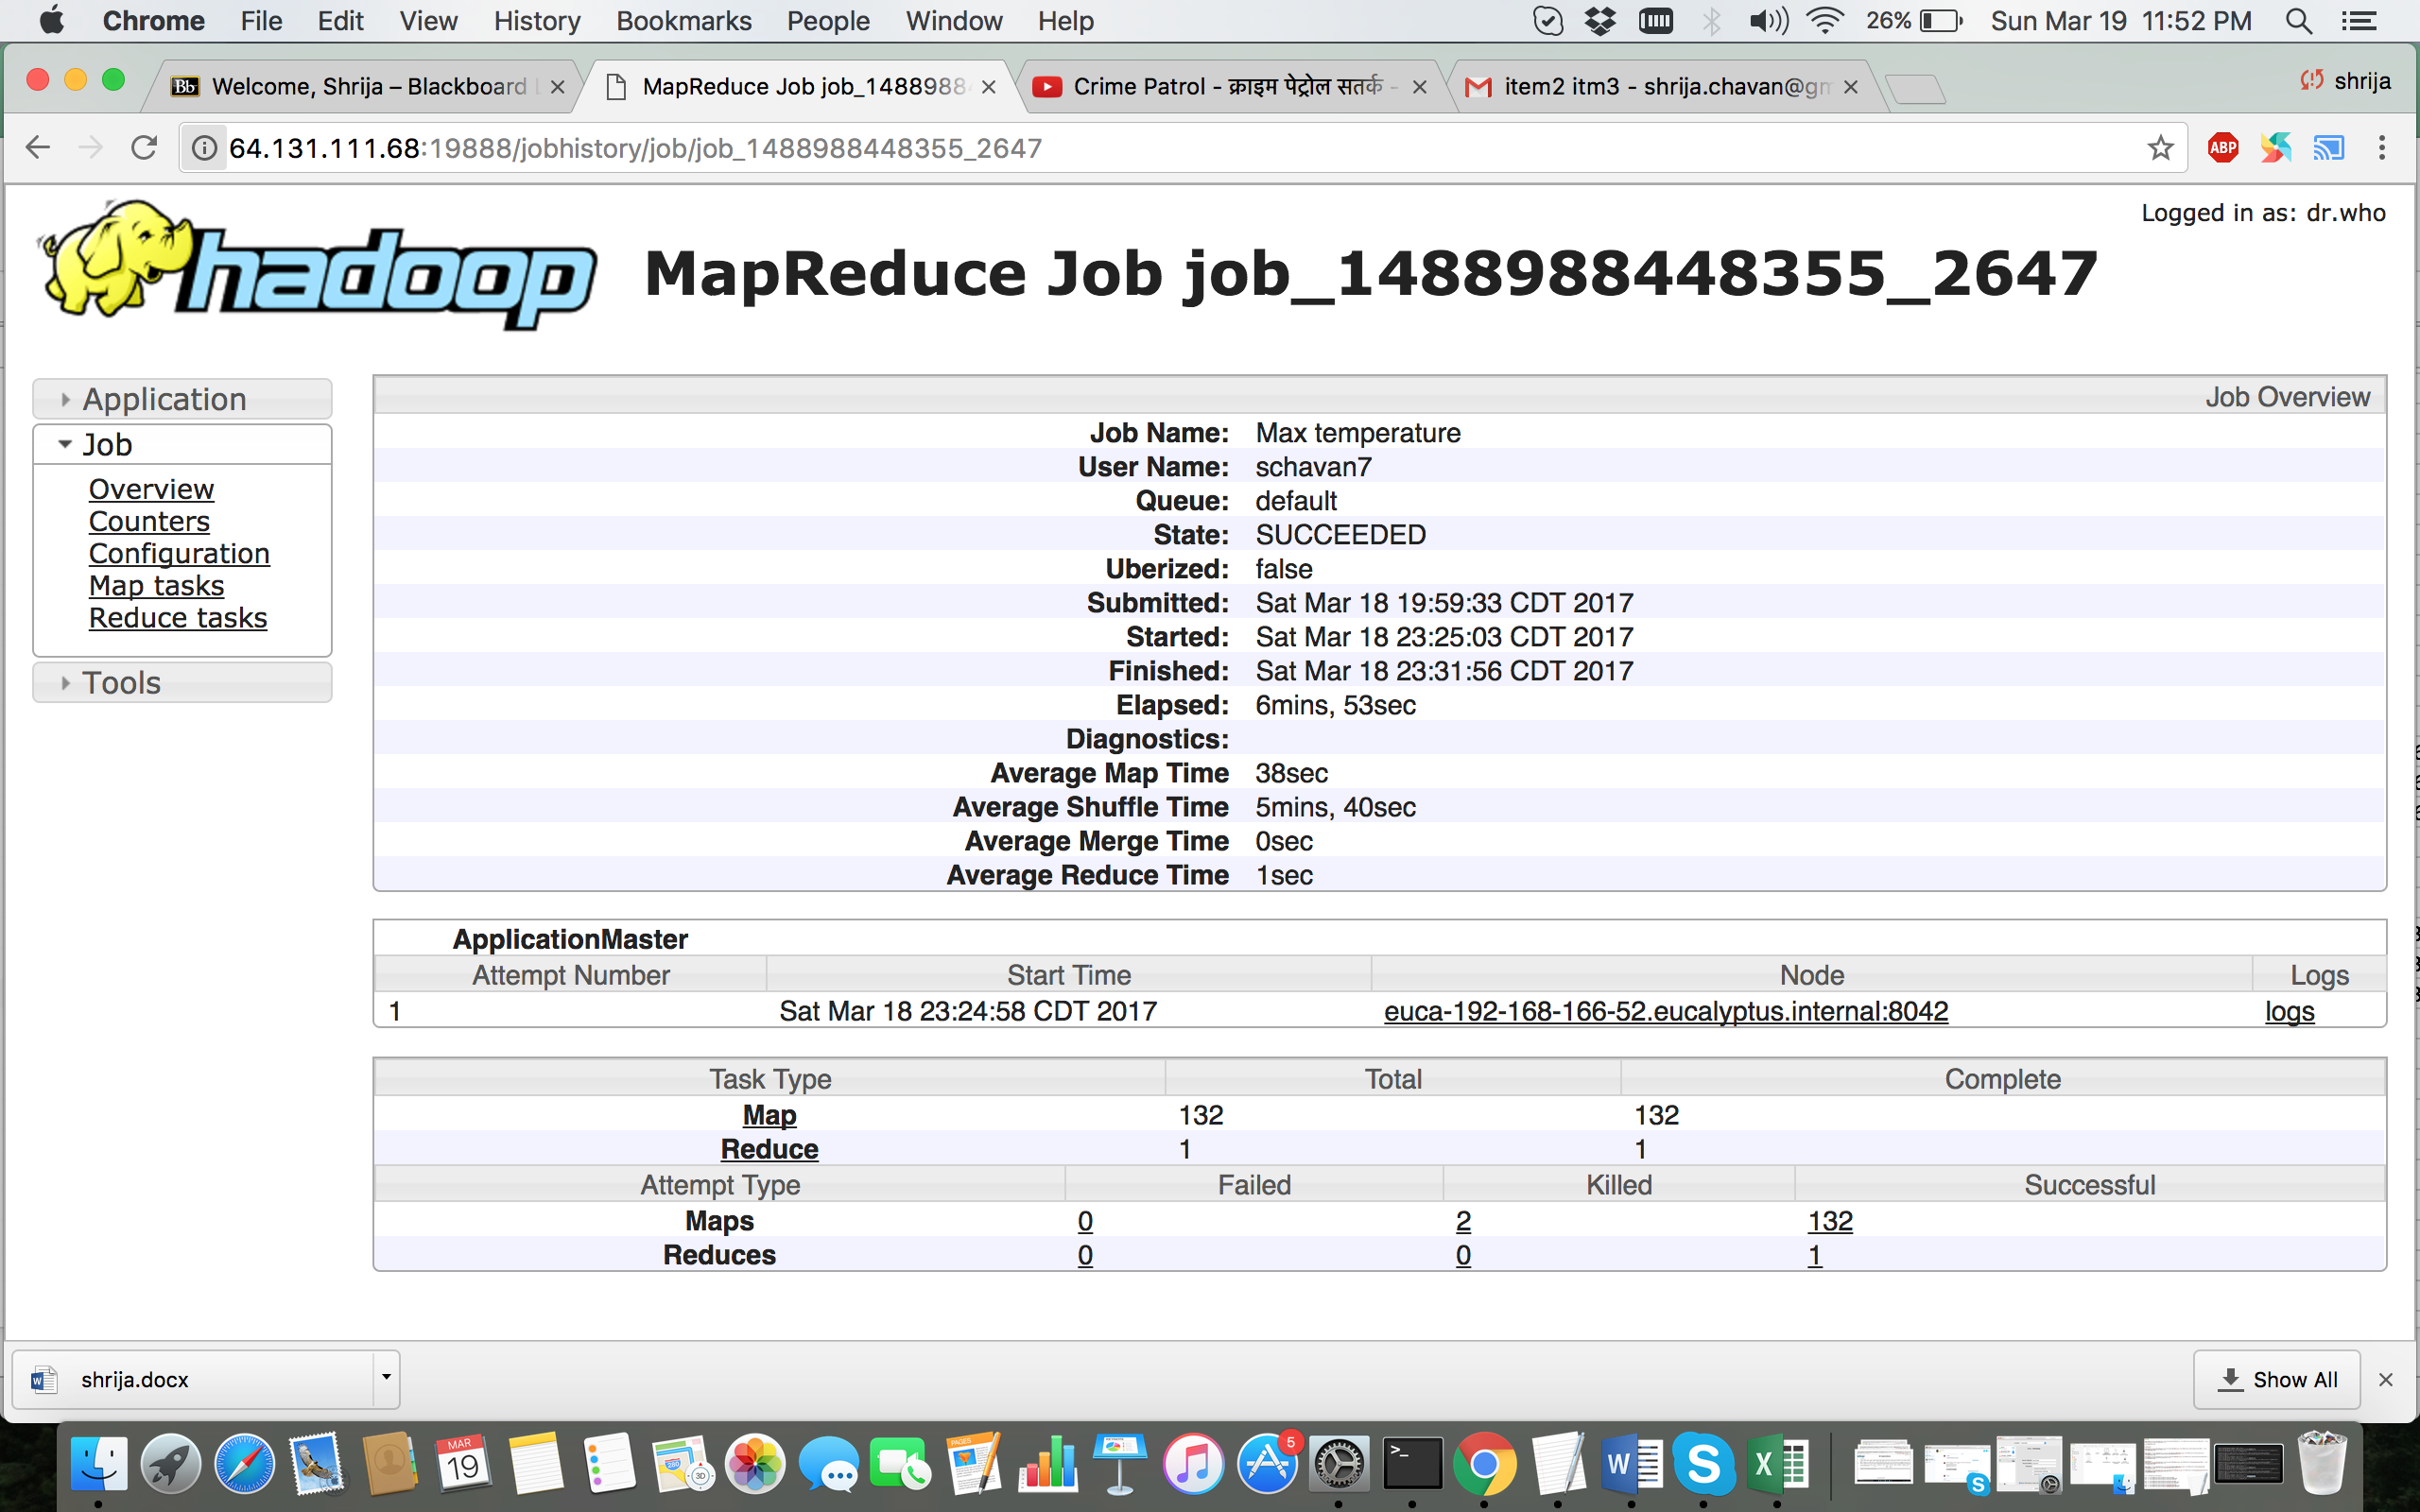 Chrome File Edit View History Bookmarks People Window Help 26% Sun Mar 19 11:52 PM
Welcome, Shrija – Blackboard L MapReduce Job job_1488988 Crime Patrol - क्राइम पेट्रोल सतर्क - item2 itm3 - shrija.chavan@gm shrija
64.131.111.68:19888/jobhistory/job/job_1488988448355_2647
ABP
Logged in as: dr.who
hadoop MapReduce Job job_1488988448355_2647
Application
Job
Overview
Counters
Configuration
Map tasks
Reduce tasks
Tools
Job Overview
Job Name: Max temperature
User Name: schavan7
Queue: default
State: SUCCEEDED
Uberized: false
Submitted: Sat Mar 18 19:59:33 CDT 2017
Started: Sat Mar 18 23:25:03 CDT 2017
Finished: Sat Mar 18 23:31:56 CDT 2017
Elapsed: 6mins, 53sec
Diagnostics:
Average Map Time 38sec
Average Shuffle Time 5mins, 40sec
Average Merge Time 0sec
Average Reduce Time 1sec
ApplicationMaster
Attempt Number Start Time Node Logs
1 Sat Mar 18 23:24:58 CDT 2017 euca-192-168-166-52.eucalyptus.internal:8042 logs
Task Type Total Complete
Map 132 132
Reduce 1 1
Attempt Type Failed Killed Successful
Maps 0 2 132
Reduces 0 0 1
shrija.docx Show All
MAR
19
5